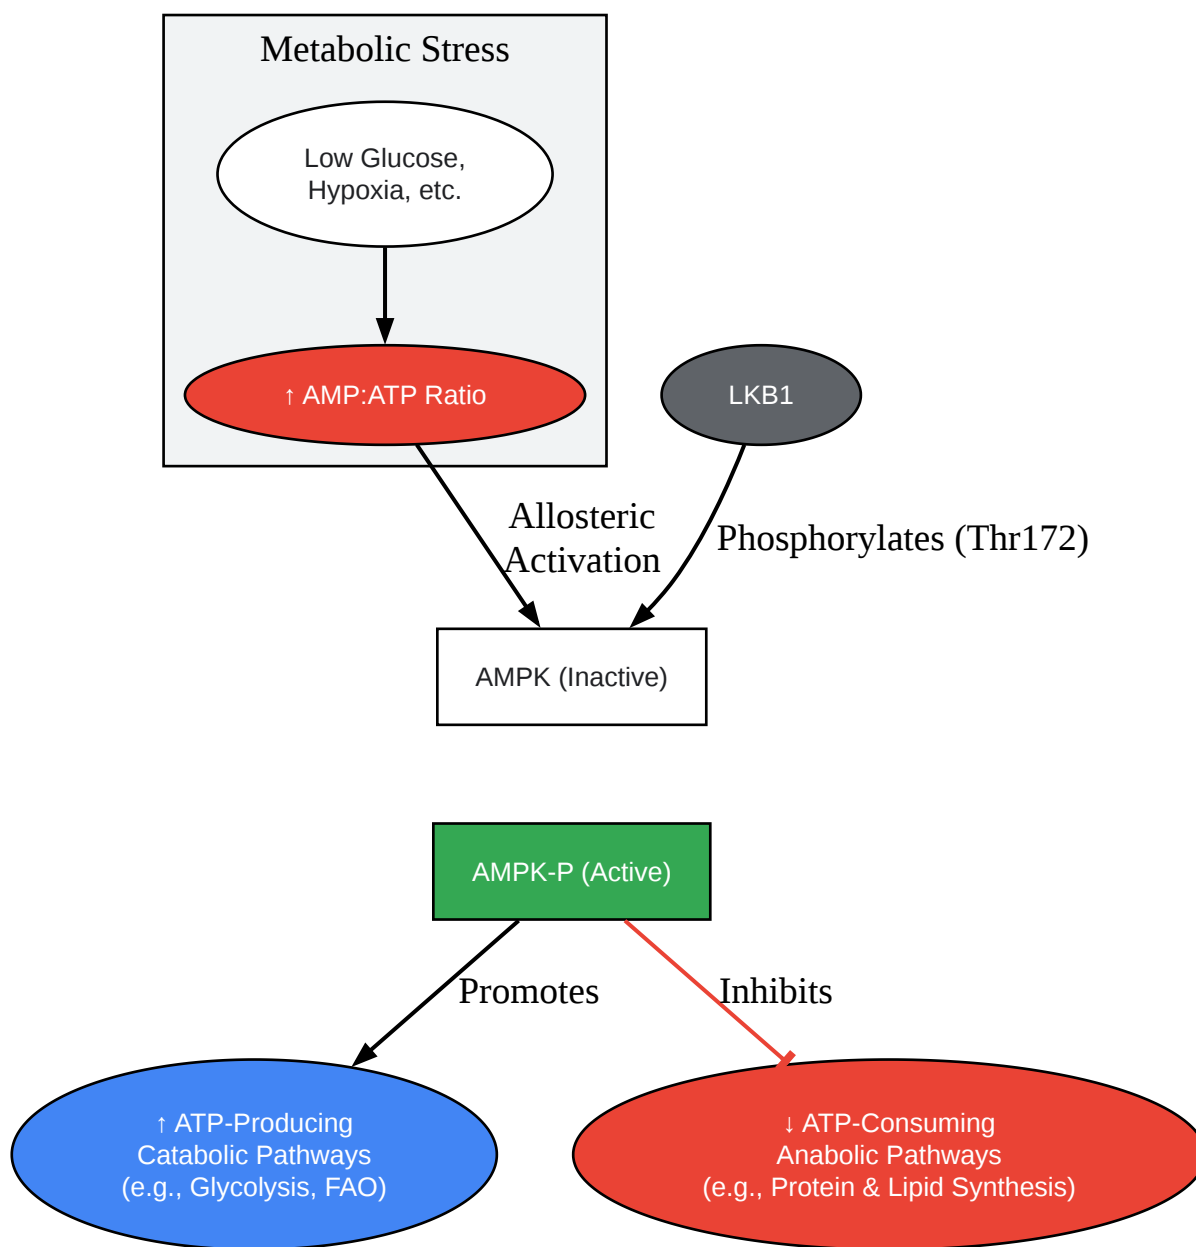 Metabolic Stress
Low Glucose,
Hypoxia, etc.
↑ AMP:ATP Ratio
LKB1
Allosteric
Activation
Phosphorylates (Thr172)
AMPK (Inactive)
AMPK-P (Active)
Promotes
Inhibits
↑ ATP-Producing
Catabolic Pathways
(e.g., Glycolysis, FAO)
↓ ATP-Consuming
Anabolic Pathways
(e.g., Protein & Lipid Synthesis)